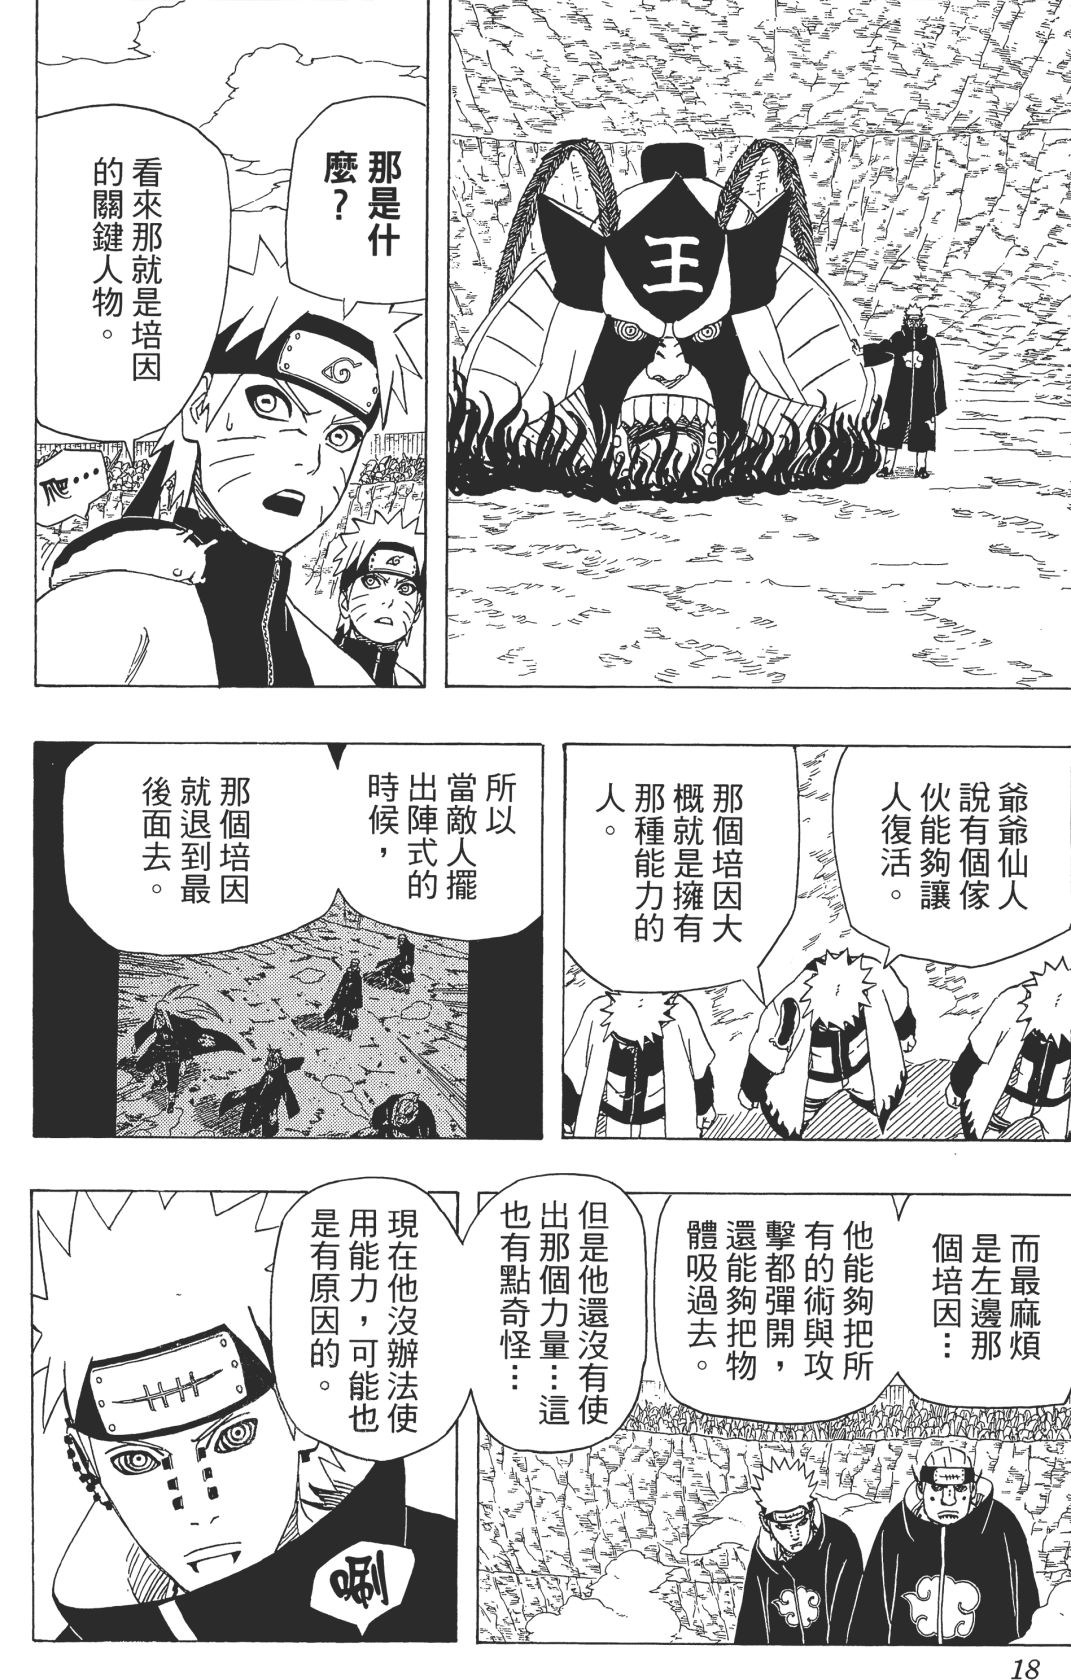 王
那是什
麼？
看來那就是培因
的關鍵人物。
爺爺仙人
說有個傢
伙能夠讓
人復活。
那個培因大
概就是擁有
那種能力的
人。
所以
當敵人擺
出陣式的
時候，
那個培因
就退到最
後面去。
而最麻煩
是左邊那
個培因…
他能夠把所
有的術與攻
擊都彈開，
還能夠把物
體吸過去。
但是他還沒有使
出那個力量…這
也有點奇怪…
現在他沒辦法使
用能力，可能也
是有原因的。
唰
18